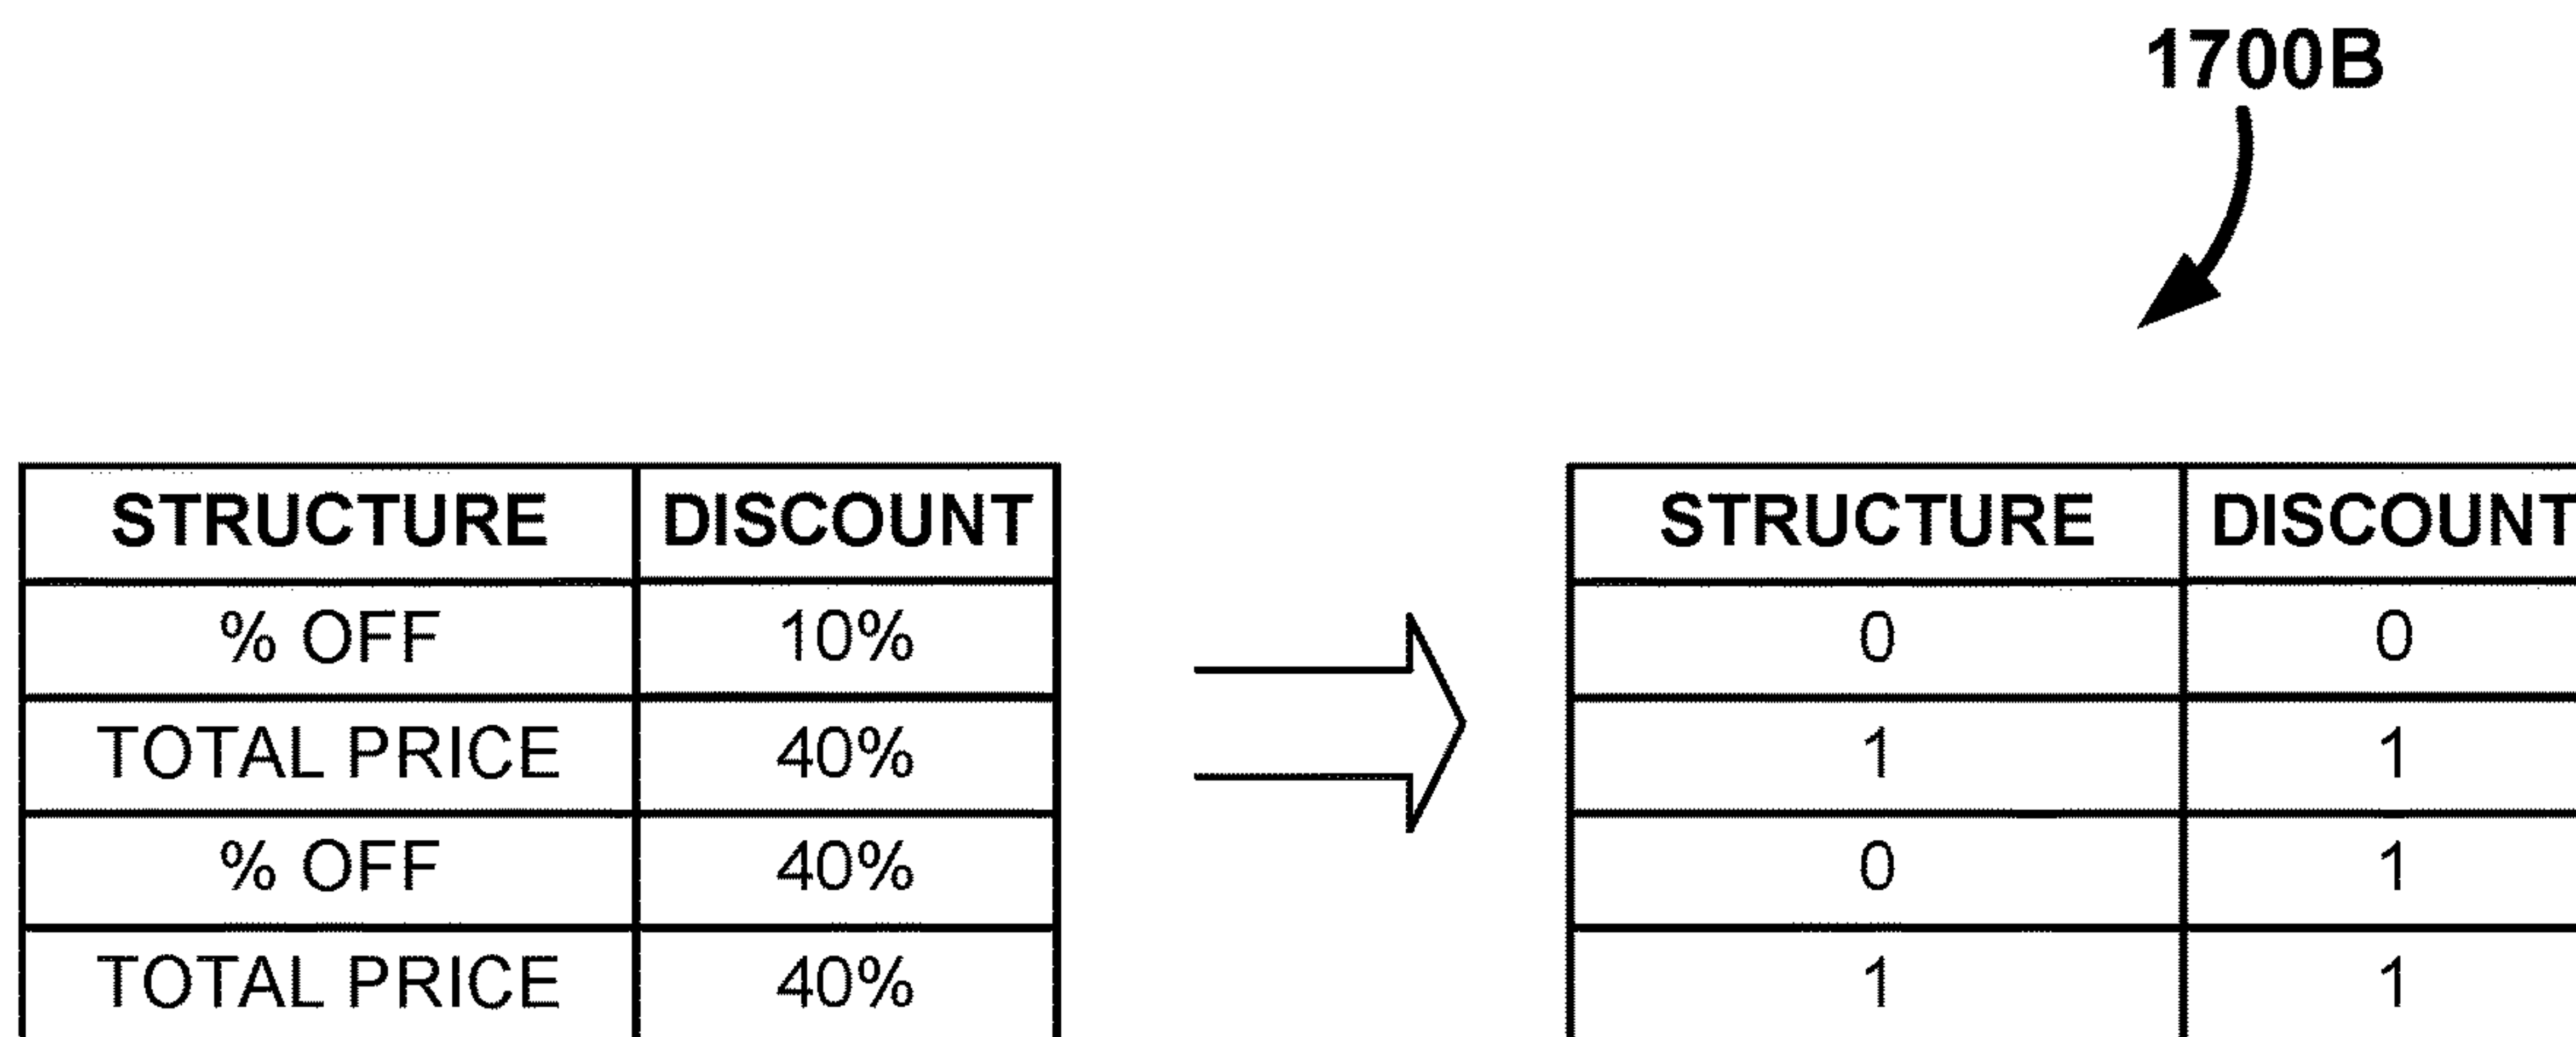 1700B
STRUCTURE DISCOUNT STRUCTURE DISCOUNT
% OFF 10% 0 0
TOTAL PRICE 40% 1 1
% OFF 40% 0 1
TOTAL PRICE 40% 1 1